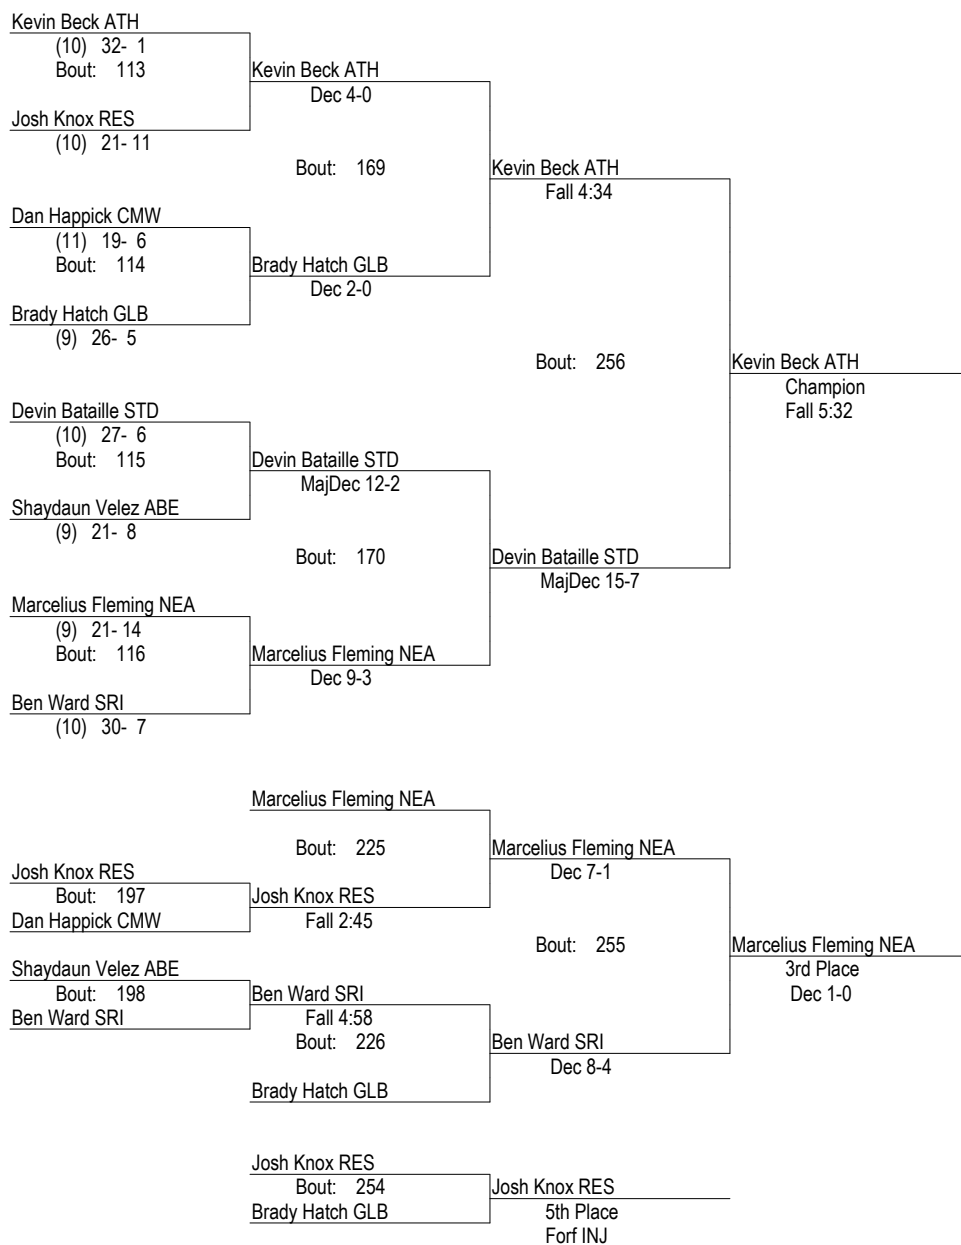 Kevin Beck ATH
(10) 32- 1
Bout: 113
Kevin Beck ATH
Dec 4-0
Josh Knox RES
(10) 21- 11
Bout: 169
Kevin Beck ATH
Fall 4:34
Dan Happick CMW
(11) 19- 6
Bout: 114
Brady Hatch GLB
Dec 2-0
Brady Hatch GLB
(9) 26- 5
Bout: 256
Kevin Beck ATH
Champion
Fall 5:32
Devin Bataille STD
(10) 27- 6
Bout: 115
Devin Bataille STD
MajDec 12-2
Shaydaun Velez ABE
(9) 21- 8
Bout: 170
Devin Bataille STD
MajDec 15-7
Marcelius Fleming NEA
(9) 21- 14
Bout: 116
Marcelius Fleming NEA
Dec 9-3
Ben Ward SRI
(10) 30- 7
Marcelius Fleming NEA
Bout: 225
Marcelius Fleming NEA
Dec 7-1
Josh Knox RES
Bout: 197
Josh Knox RES
Fall 2:45
Dan Happick CMW
Bout: 255
Marcelius Fleming NEA
3rd Place
Dec 1-0
Shaydaun Velez ABE
Bout: 198
Ben Ward SRI
Fall 4:58
Ben Ward SRI
Bout: 226
Ben Ward SRI
Dec 8-4
Brady Hatch GLB
Josh Knox RES
Bout: 254
Josh Knox RES
5th Place
Forf INJ
Brady Hatch GLB